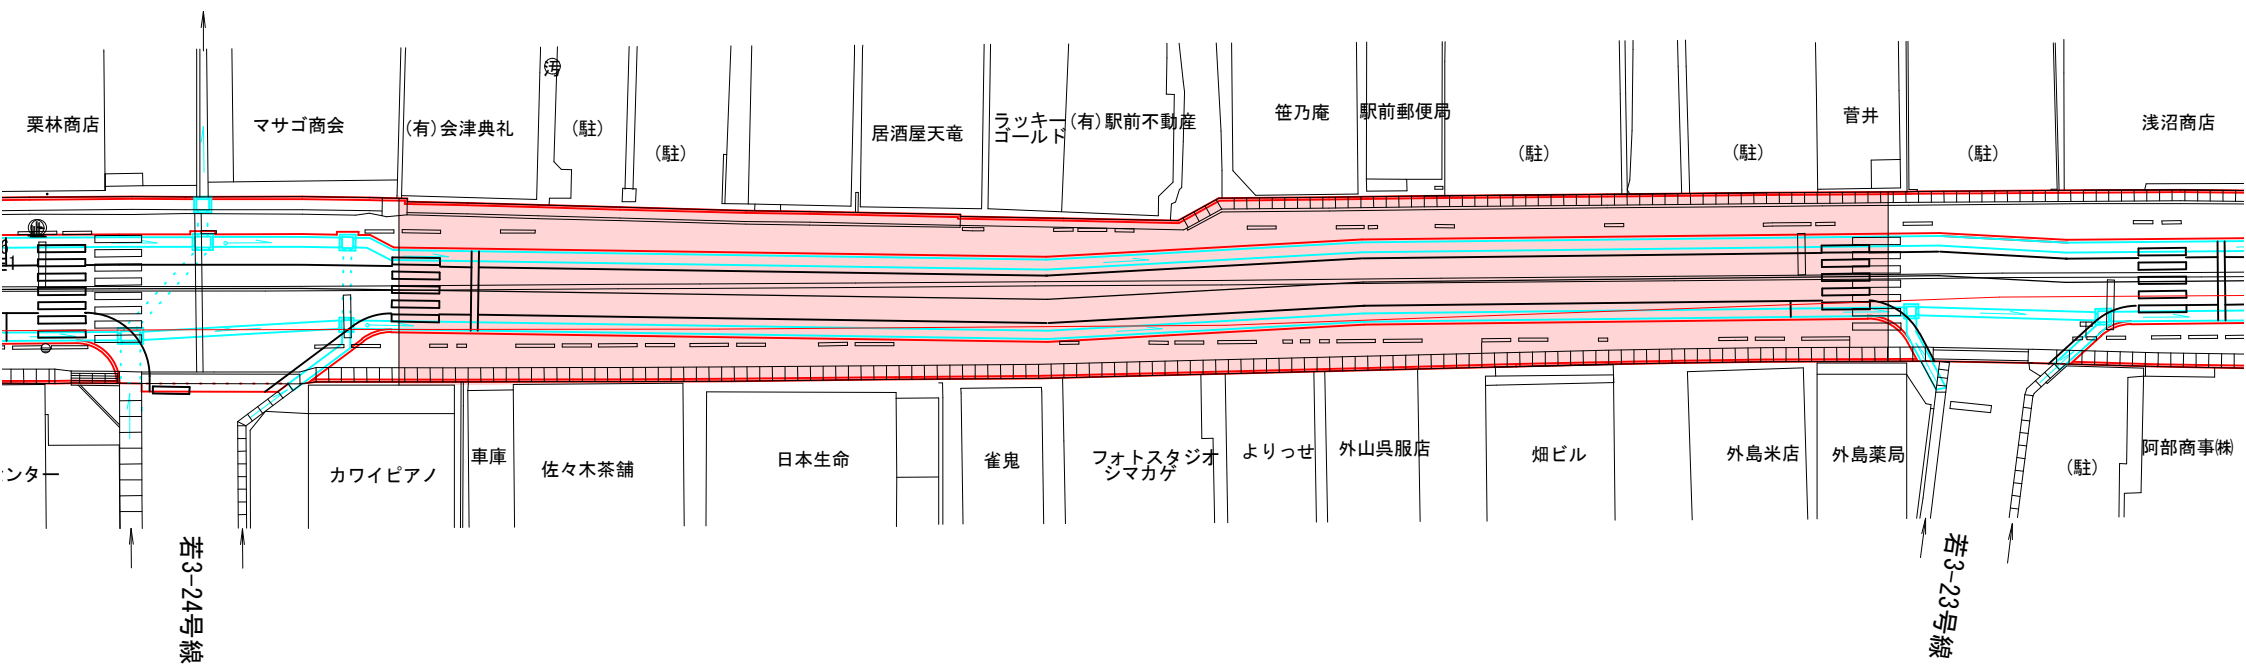 汚
栗林商店
マサゴ商会
(有)会津典礼
(駐)
(駐)
居酒屋天竜
ラッキー
ゴールド
(有)駅前不動産
笹乃庵
駅前郵便局
(駐)
(駐)
菅井
(駐)
浅沼商店
ンター
カワイピアノ
車庫
佐々木茶舗
日本生命
雀鬼
フォトスタジオ
シマカゲ
よりっせ
外山呉服店
畑ビル
外島米店
外島薬局
(駐)
阿部商事㈱
若3-24号線
若3-23号線